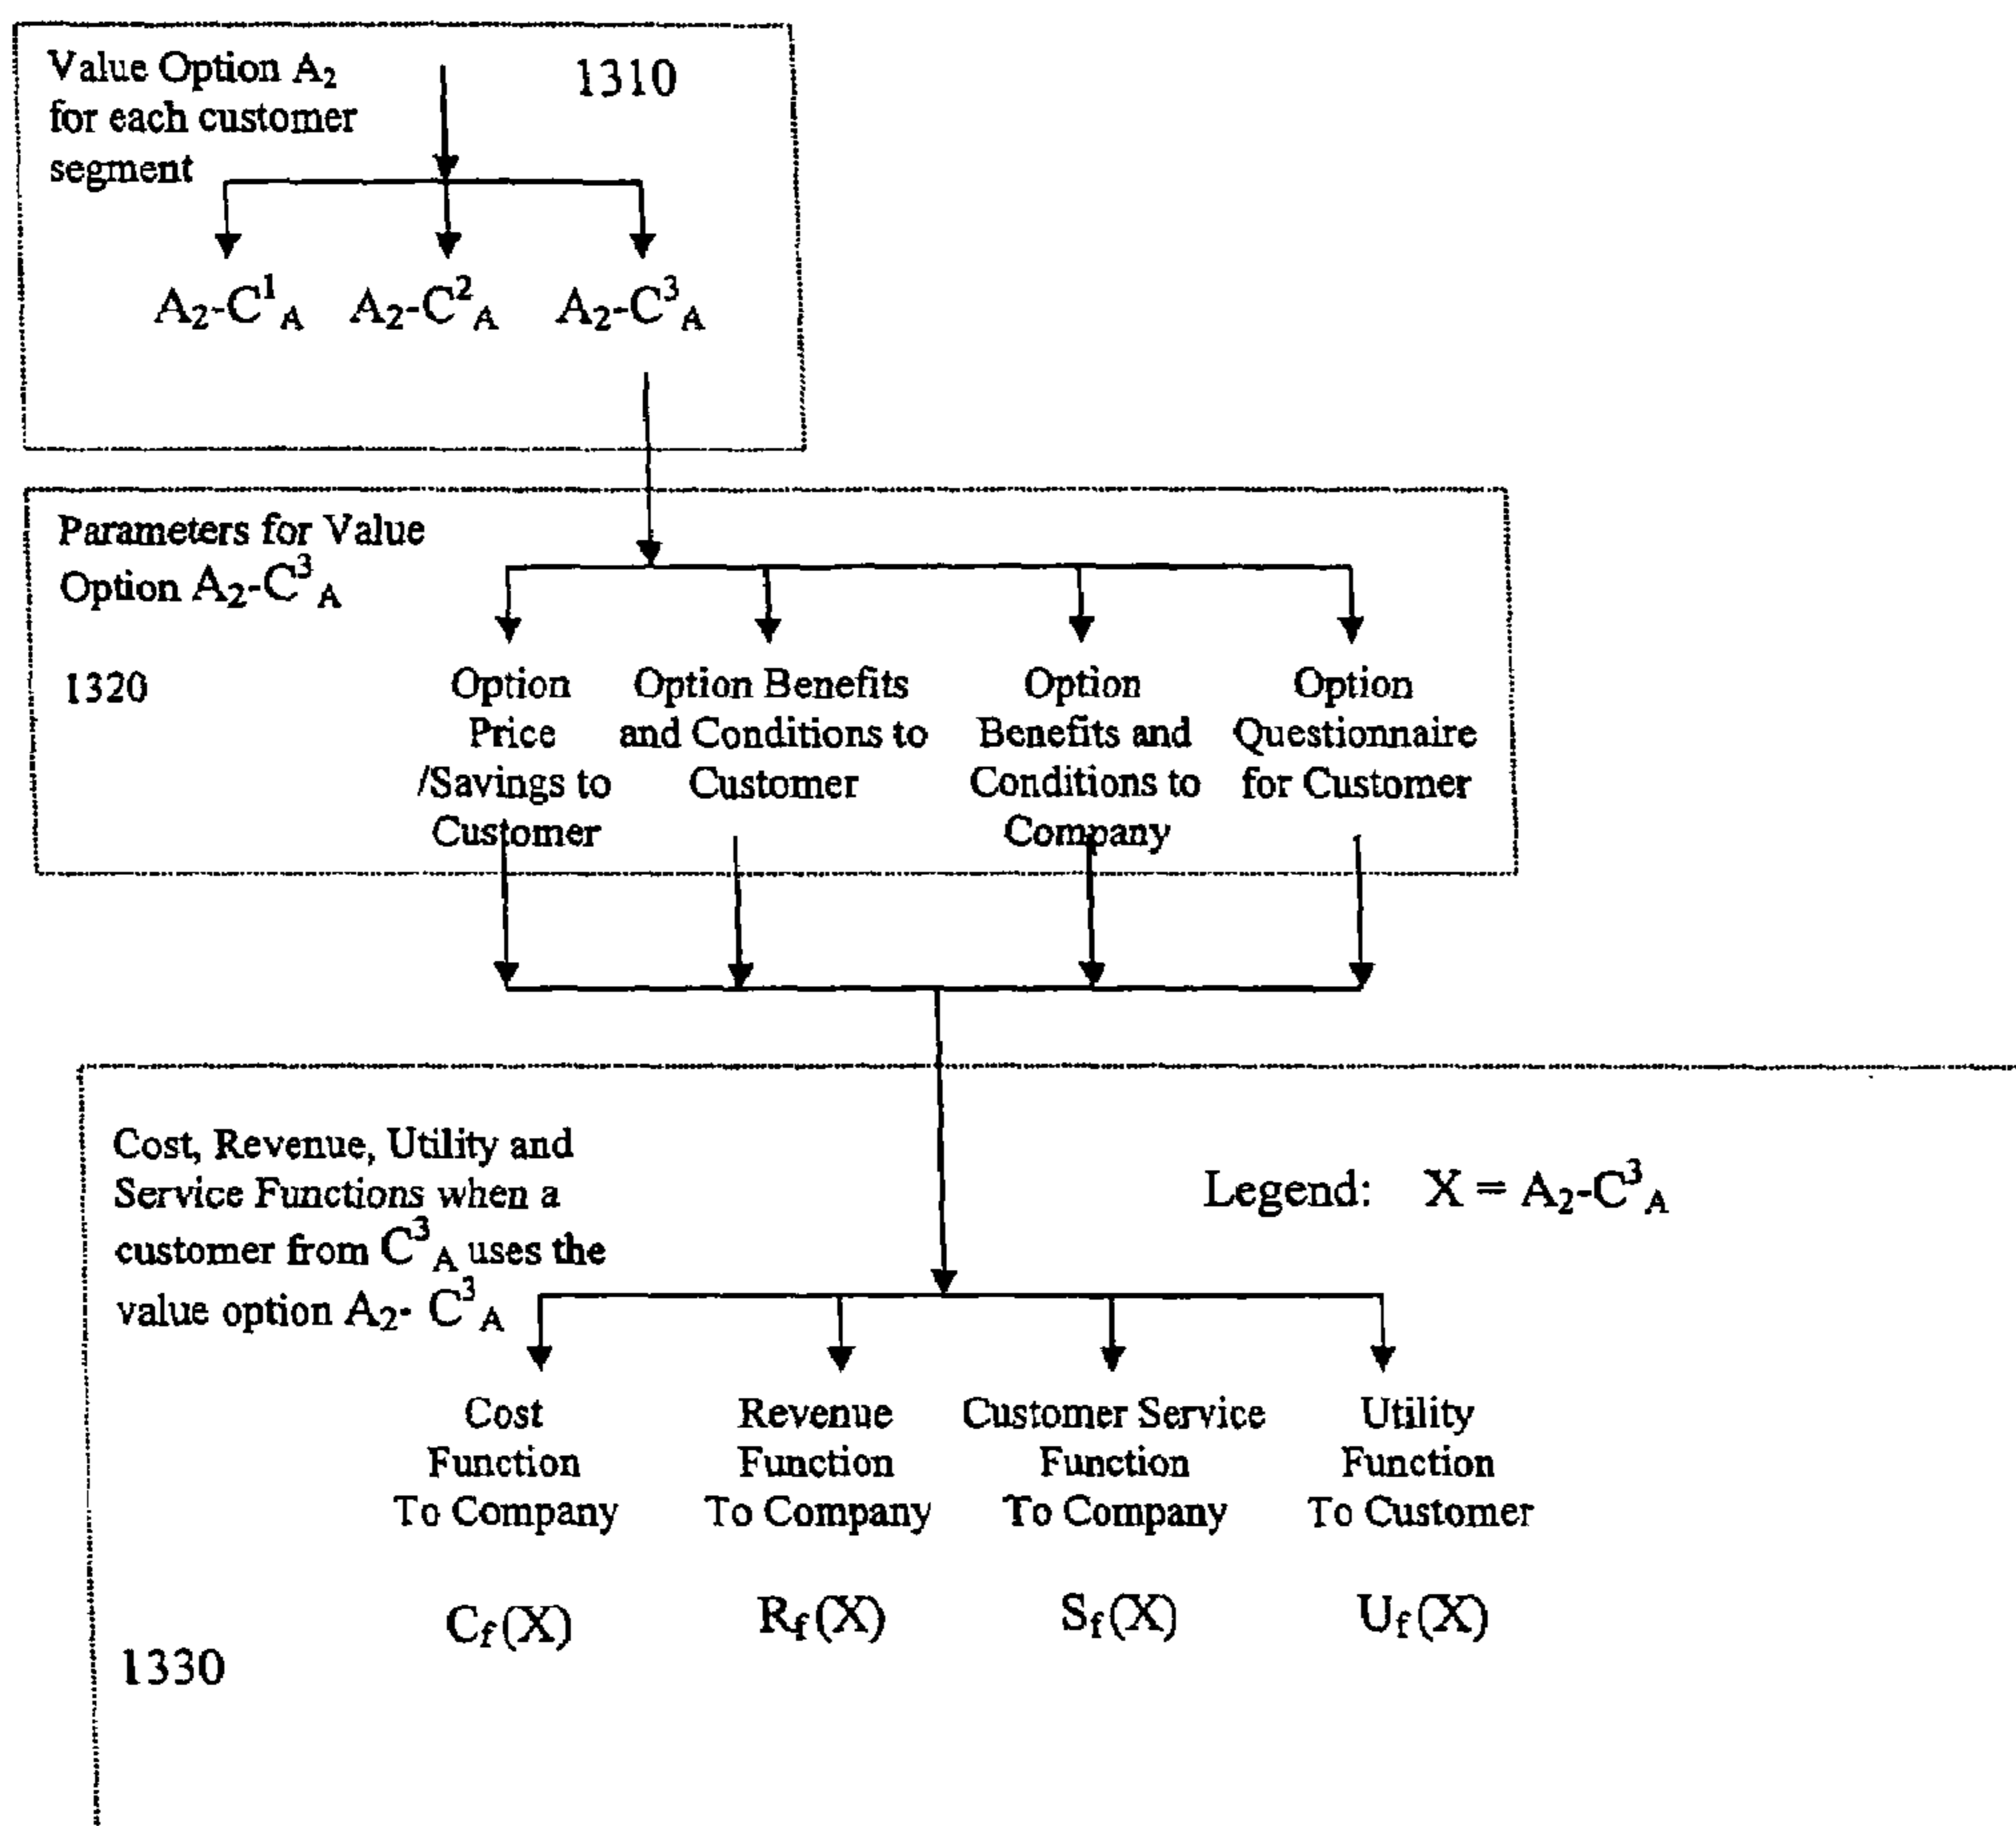 Value Option A₂
for each customer
segment
1310
A₂-C¹A A₂-C²A A₂-C³A
Parameters for Value
Option A₂-C³A
1320
Option
Price
/Savings to
Customer
Option Benefits
and Conditions to
Customer
Option
Benefits and
Conditions to
Company
Option
Questionnaire
for Customer
Cost, Revenue, Utility and
Service Functions when a
customer from C³A uses the
value option A₂- C³A
Legend: X = A₂-C³A
Cost
Function
To Company
Revenue
Function
To Company
Customer Service
Function
To Company
Utility
Function
To Customer
Cf(X) Rf(X) Sf(X) Uf(X)
1330